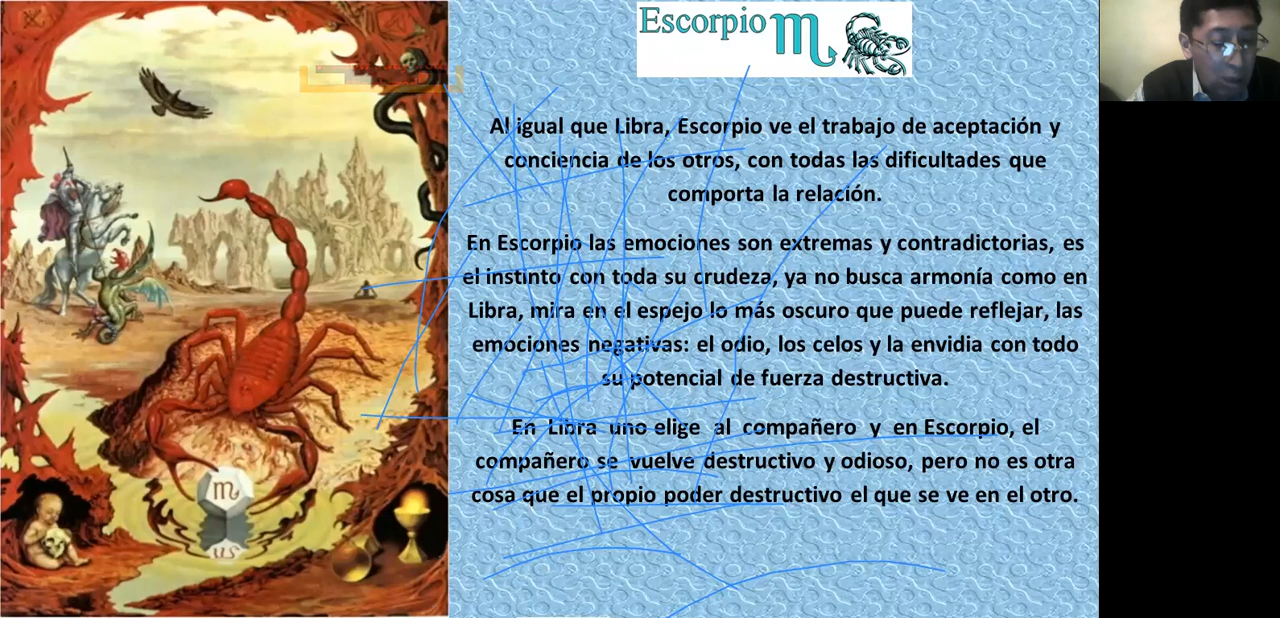 Escorpio
Al igual que Libra, Escorpio ve el trabajo de aceptación y
conciencia de los otros, con todas las dificultades que
comporta la relación.
En Escorpio las emociones son extremas y contradictorias, es
el instinto con toda su crudeza, ya no busca armonía como en
Libra, mira en el espejo lo más oscuro que puede reflejar, las
emociones negativas: el odio, los celos y la envidia con todo
su potencial de fuerza destructiva.
En Libra uno elige al compañero y en Escorpio, el
compañero se vuelve destructivo y odioso, pero no es otra
cosa que el propio poder destructivo el que se ve en el otro.